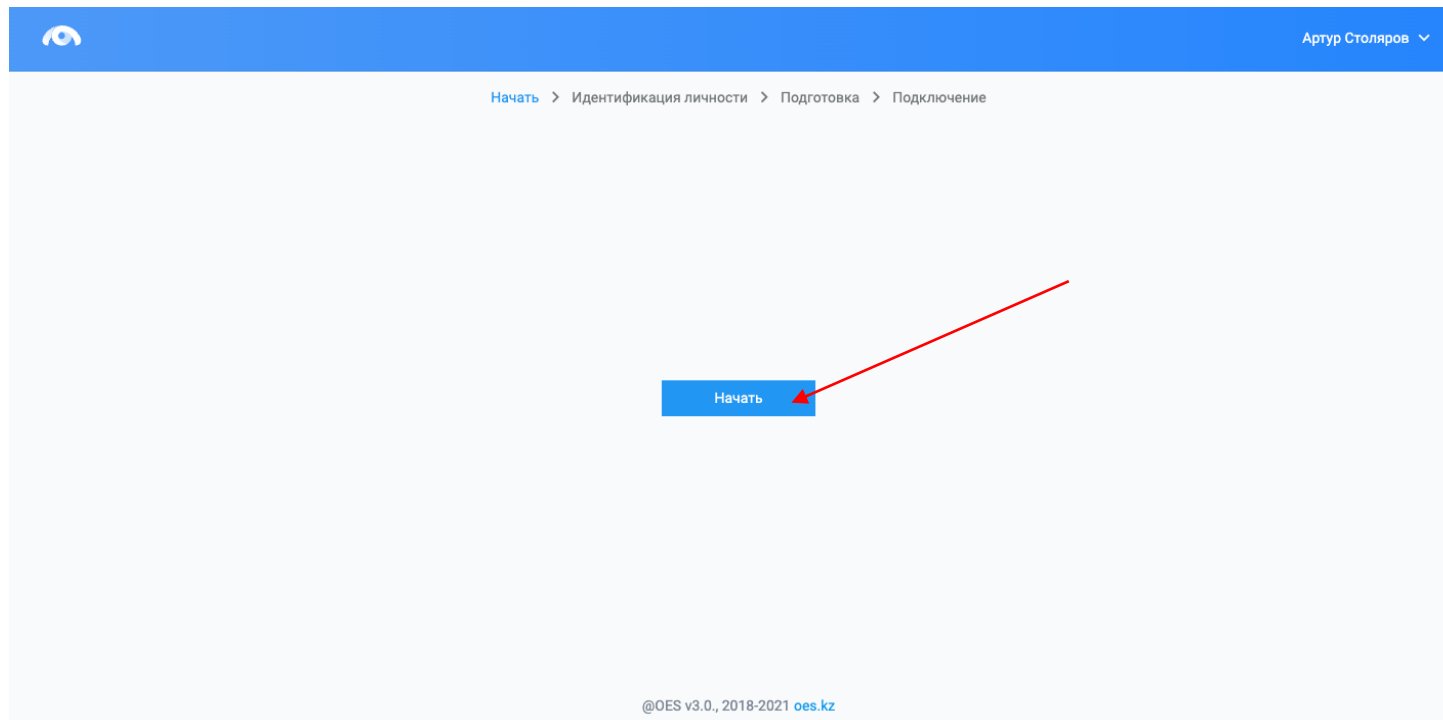 Артур Столяров
Начать > Идентификация личности > Подготовка > Подключение
Начать
@OES v3.0., 2018-2021 oes.kz